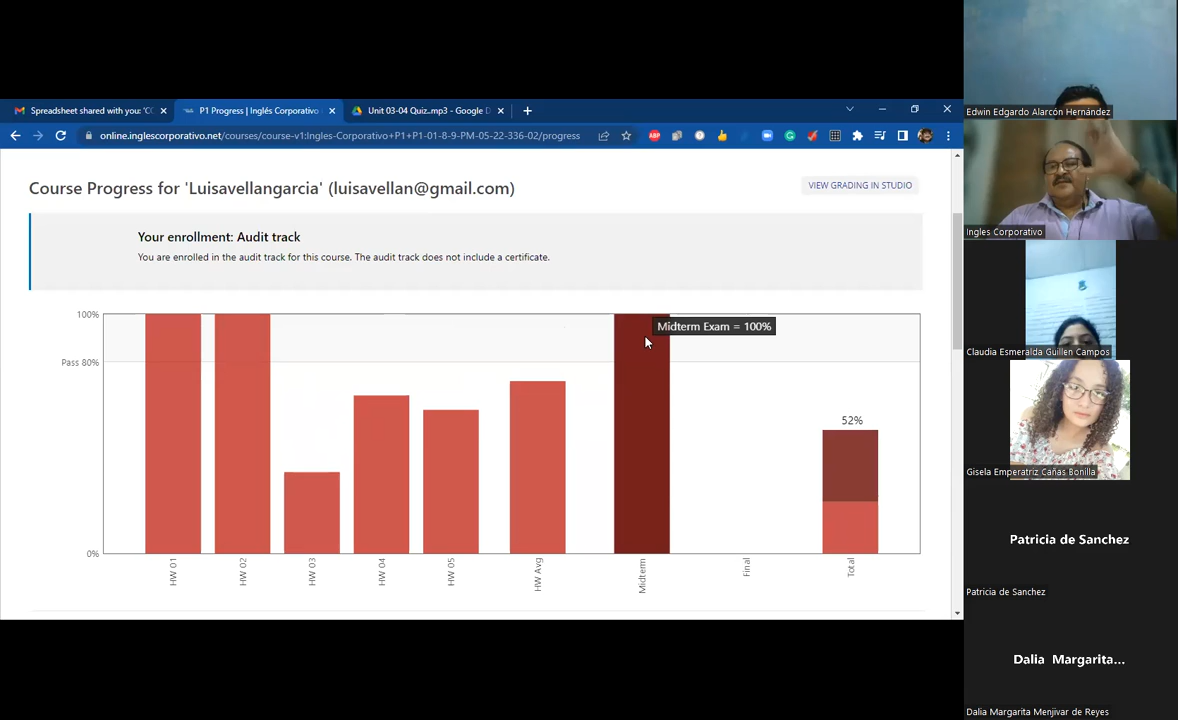 Spreadsheet shared with you: 'CC
P1 Progress | Inglés Corporativo
Unit 03-04 Quiz..mp3 - Google D
online.inglescorporativo.net/courses/course-v1:Ingles-Corporativo+P1+P1-01-8-9-PM-05-22-336-02/progress
Course Progress for 'Luisavellangarcia' (luisavellan@gmail.com)
VIEW GRADING IN STUDIO
Your enrollment: Audit track
You are enrolled in the audit track for this course. The audit track does not include a certificate.
100%
Pass 80%
0%
Midterm Exam = 100%
52%
HW 01
HW 02
HW 03
HW 04
HW 05
HW Avg
Midterm
Final
Total
Edwin Edgardo Alarcón Hernández
Ingles Corporativo
Claudia Esmeralda Guillen Campos
Gisela Emperatriz Cañas Bonilla
Patricia de Sanchez
Patricia de Sanchez
Dalia Margarita...
Dalia Margarita Menjivar de Reyes